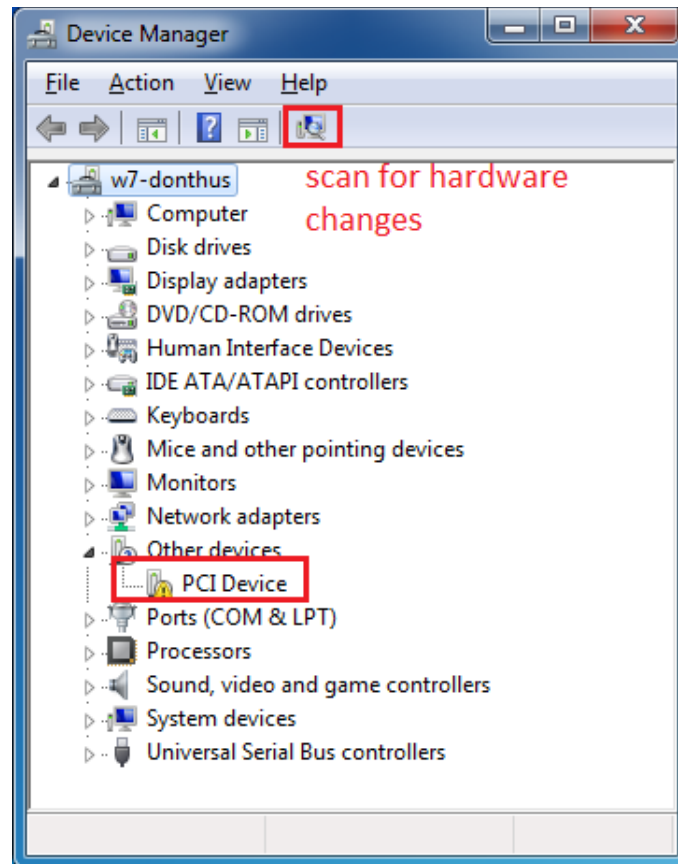 Device Manager
File Action View Help
w7-donthus
scan for hardware
changes
Computer
Disk drives
Display adapters
DVD/CD-ROM drives
Human Interface Devices
IDE ATA/ATAPI controllers
Keyboards
Mice and other pointing devices
Monitors
Network adapters
Other devices
PCI Device
Ports (COM & LPT)
Processors
Sound, video and game controllers
System devices
Universal Serial Bus controllers